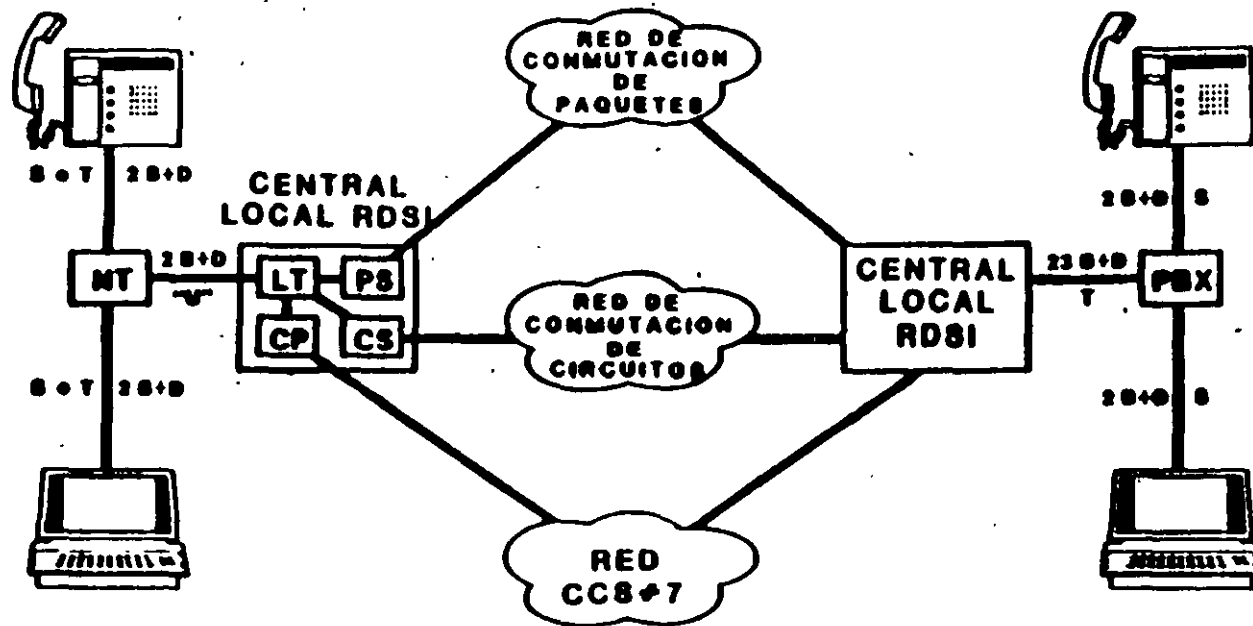 RED DE
CONMUTACION
DE
PAQUETES
S o T 2B+D
CENTRAL
LOCAL RDSI
2B+D S
NT
2B+D
"U"
LT
PS
CP
CS
RED DE
CONMUTACION
DE
CIRCUITOS
CENTRAL
LOCAL
RDSI
23B+D
T
PBX
S o T 2B+D
2B+D S
RED
CCS#7